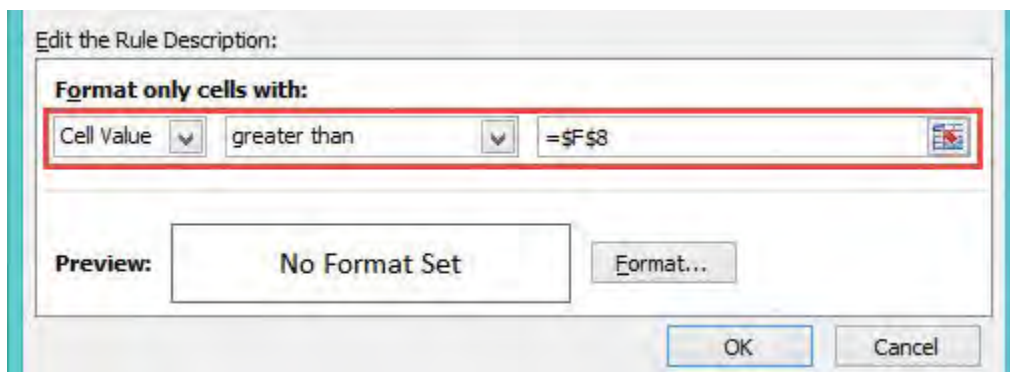 Edit the Rule Description:
Format only cells with:
Cell Value greater than =$F$8
Preview: No Format Set Format...
OK Cancel